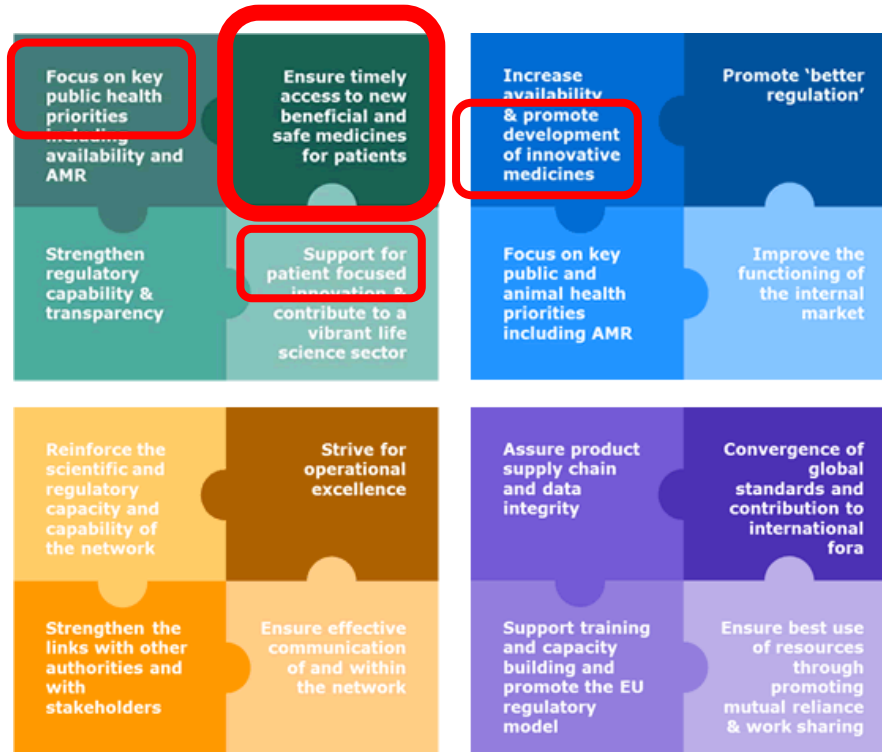 Focus on key
public health
priorities
including
availability and
AMR
Ensure timely
access to new
beneficial and
safe medicines
for patients
Strengthen
regulatory
capability &
transparency
Support for
patient focused
innovation &
contribute to a
vibrant life
science sector
Increase
availability
& promote
development
of innovative
medicines
Promote ‘better
regulation’
Focus on key
public and
animal health
priorities
including AMR
Improve the
functioning of
the internal
market
Reinforce the
scientific and
regulatory
capacity and
capability of
the network
Strive for
operational
excellence
Strengthen the
links with other
authorities and
with
stakeholders
Ensure effective
communication
of and within
the network
Assure product
supply chain
and data
integrity
Convergence of
global
standards and
contribution to
international
fora
Support training
and capacity
building and
promote the EU
regulatory
model
Ensure best use
of resources
through
promoting
mutual reliance
& work sharing